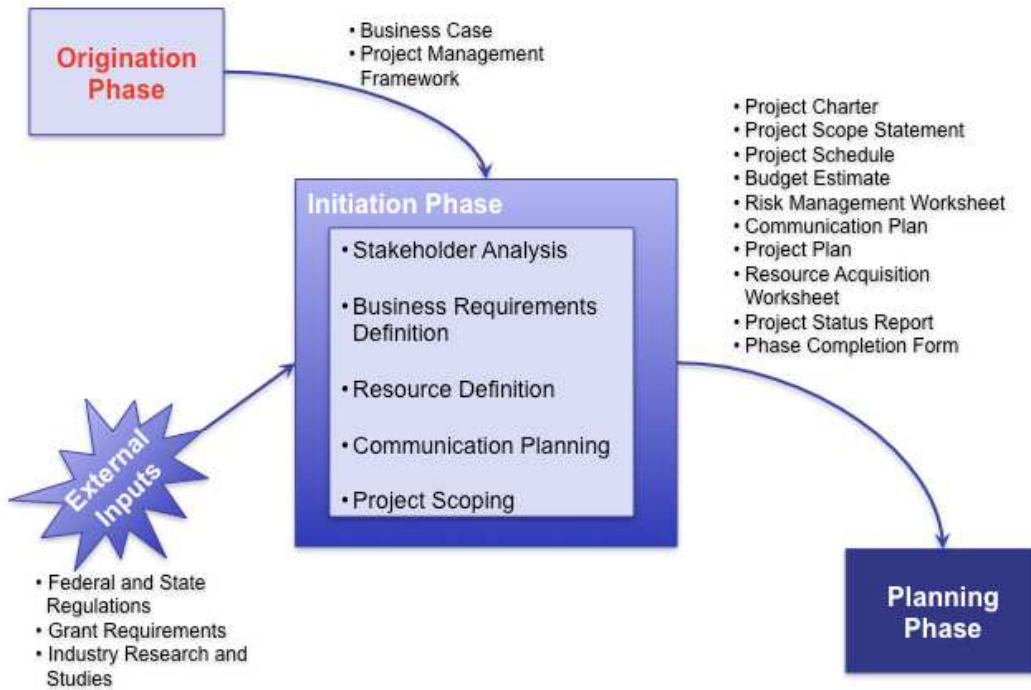 Origination
Phase
• Business Case
• Project Management
Framework
• Project Charter
• Project Scope Statement
• Project Schedule
• Budget Estimate
• Risk Management Worksheet
• Communication Plan
• Project Plan
• Resource Acquisition
Worksheet
• Project Status Report
• Phase Completion Form
Initiation Phase
• Stakeholder Analysis
• Business Requirements
Definition
• Resource Definition
• Communication Planning
• Project Scoping
External
Inputs
• Federal and State
Regulations
• Grant Requirements
• Industry Research and
Studies
Planning
Phase